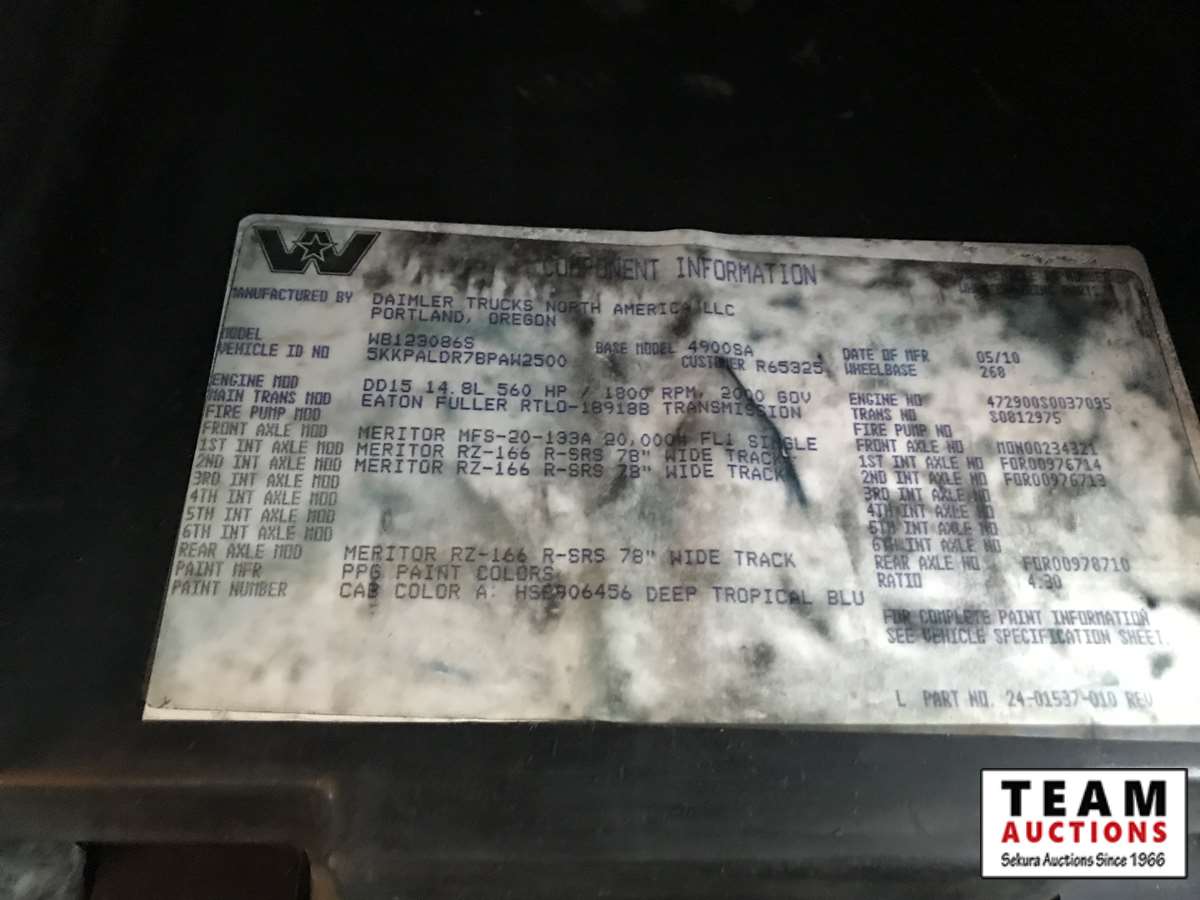 COMPONENT INFORMATION
MANUFACTURED BY DAIMLER TRUCKS NORTH AMERICA LLC
PORTLAND, OREGON
MODEL WB123086S BASE MODEL 4900SA DATE OF MFR 05/10
VEHICLE ID NO 5KKPALDR7BPAW2500 CUSTOMER R65325 WHEELBASE 268
ENGINE MOD DD15 14.8L 560 HP / 1800 RPM, 2000 GOV ENGINE NO 472900S0037095
MAIN TRANS MOD EATON FULLER RTLO-18918B TRANSMISSION TRANS NO S0812975
FIRE PUMP MOD FIRE PUMP NO
FRONT AXLE MOD MERITOR MFS-20-133A 20,000# FL1 SINGLE FRONT AXLE NO MON00234321
1ST INT AXLE MOD MERITOR RZ-166 R-SRS 78" WIDE TRACK 1ST INT AXLE NO FOR00976714
2ND INT AXLE MOD MERITOR RZ-166 R-SRS 78" WIDE TRACK 2ND INT AXLE NO FOR00976713
3RD INT AXLE MOD 3RD INT AXLE NO
4TH INT AXLE MOD 4TH INT AXLE NO
5TH INT AXLE MOD 5TH INT AXLE NO
6TH INT AXLE MOD 6TH INT AXLE NO
REAR AXLE MOD MERITOR RZ-166 R-SRS 78" WIDE TRACK REAR AXLE NO FOR00978710
PAINT MFR PPG PAINT COLORS RATIO 4.30
PAINT NUMBER CAB COLOR A: DEEP TROPICAL BLU
FOR COMPLETE PAINT INFORMATION
SEE VEHICLE SPECIFICATION SHEET.
L PART NO. 24-01537-010 REV
TEAM
AUCTIONS
Sekura Auctions Since 1966